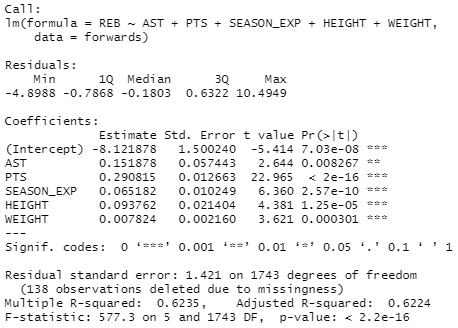 Call:
lm(formula = REB ~ AST + PTS + SEASON_EXP + HEIGHT + WEIGHT,
    data = forwards)

Residuals:
    Min      1Q  Median      3Q     Max
-4.8988 -0.7868 -0.1803  0.6322 10.4949

Coefficients:
             Estimate Std. Error t value Pr(>|t|)
(Intercept) -8.121878   1.500240  -5.414 7.03e-08 ***
AST          0.151878   0.057443   2.644 0.008267 **
PTS          0.290815   0.012663  22.965  < 2e-16 ***
SEASON_EXP   0.065182   0.010249   6.360 2.57e-10 ***
HEIGHT       0.093762   0.021404   4.381 1.25e-05 ***
WEIGHT       0.007824   0.002160   3.621 0.000301 ***
---
Signif. codes:  0 ‘***’ 0.001 ‘**’ 0.01 ‘*’ 0.05 ‘.’ 0.1 ‘ ’ 1

Residual standard error: 1.421 on 1743 degrees of freedom
  (138 observations deleted due to missingness)
Multiple R-squared:  0.6235,    Adjusted R-squared:  0.6224
F-statistic: 577.3 on 5 and 1743 DF,  p-value: < 2.2e-16